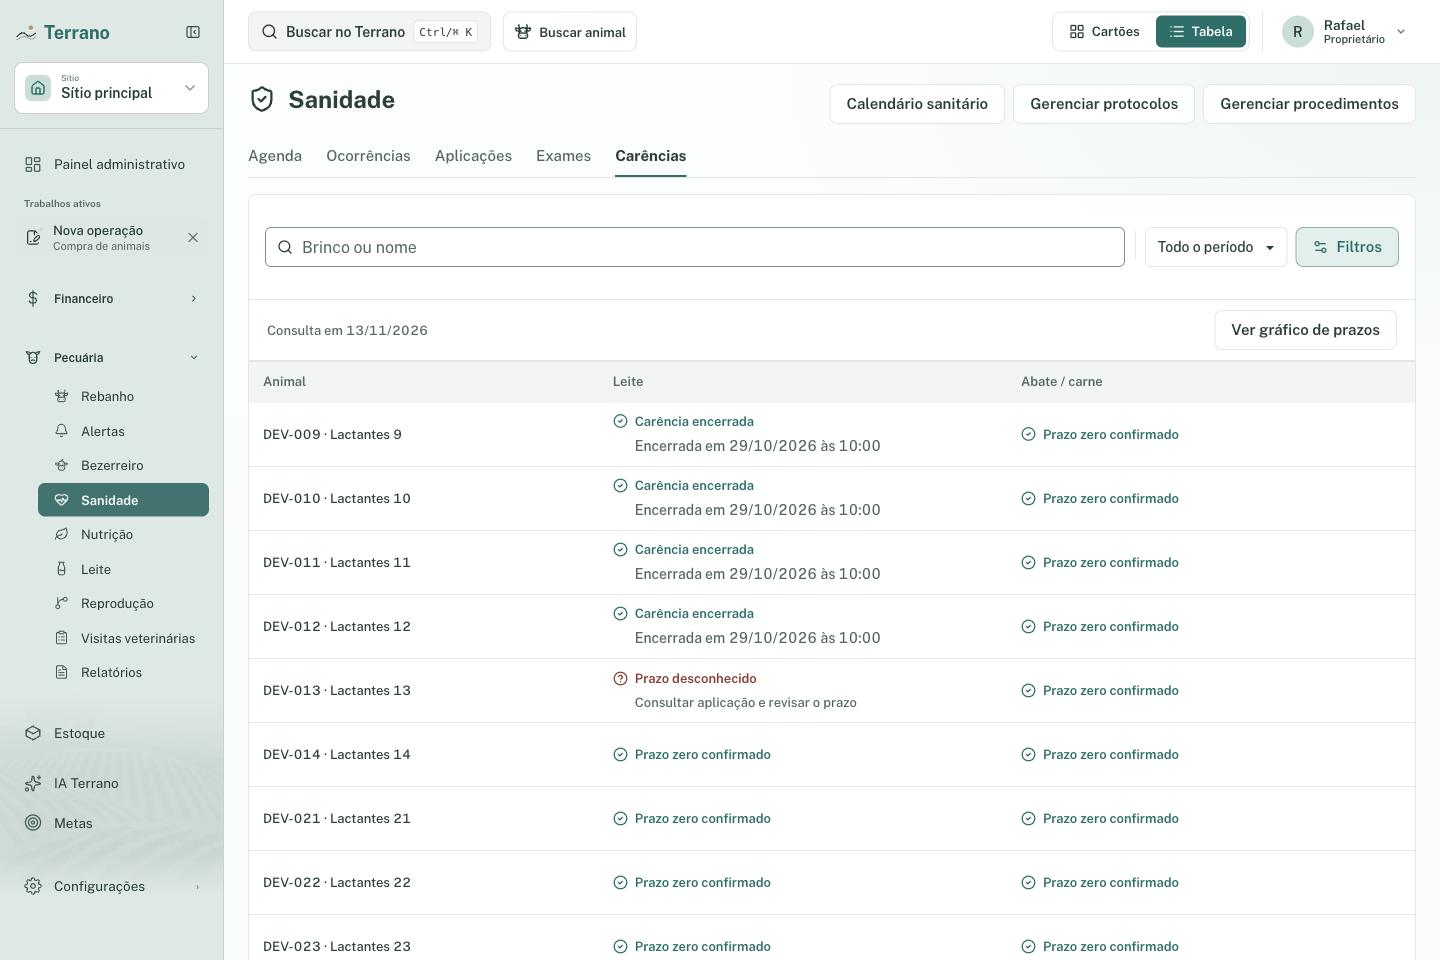 Terrano
Sítio
Sítio principal
Painel administrativo
Trabalhos ativos
Nova operação
Compra de animais
Financeiro
Pecuária
Rebanho
Alertas
Bezerreiro
Sanidade
Nutrição
Leite
Reprodução
Visitas veterinárias
Relatórios
Estoque
IA Terrano
Metas
Configurações
Buscar no Terrano Ctrl/⌘ K
Buscar animal
Cartões
Tabela
R
Rafael
Proprietário
Sanidade
Calendário sanitário
Gerenciar protocolos
Gerenciar procedimentos
Agenda Ocorrências Aplicações Exames Carências
Brinco ou nome
Todo o período
Filtros
Consulta em 13/11/2026
Ver gráfico de prazos
Animal Leite Abate / carne
DEV-009 · Lactantes 9
Carência encerrada
Encerrada em 29/10/2026 às 10:00
Prazo zero confirmado
DEV-010 · Lactantes 10
Carência encerrada
Encerrada em 29/10/2026 às 10:00
Prazo zero confirmado
DEV-011 · Lactantes 11
Carência encerrada
Encerrada em 29/10/2026 às 10:00
Prazo zero confirmado
DEV-012 · Lactantes 12
Carência encerrada
Encerrada em 29/10/2026 às 10:00
Prazo zero confirmado
DEV-013 · Lactantes 13
Prazo desconhecido
Consultar aplicação e revisar o prazo
Prazo zero confirmado
DEV-014 · Lactantes 14 Prazo zero confirmado Prazo zero confirmado
DEV-021 · Lactantes 21 Prazo zero confirmado Prazo zero confirmado
DEV-022 · Lactantes 22 Prazo zero confirmado Prazo zero confirmado
DEV-023 · Lactantes 23 Prazo zero confirmado Prazo zero confirmado